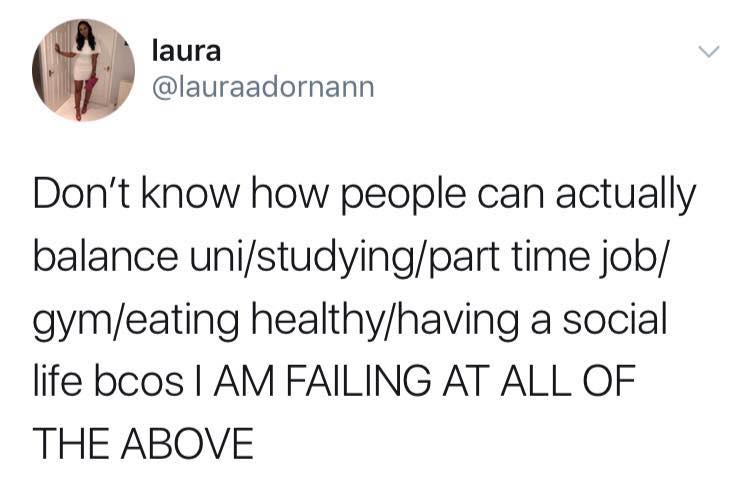 laura
@lauraadornann
Don’t know how people can actually
balance uni/studying/part time job/
gym/eating healthy/having a social
life bcos I AM FAILING AT ALL OF
THE ABOVE